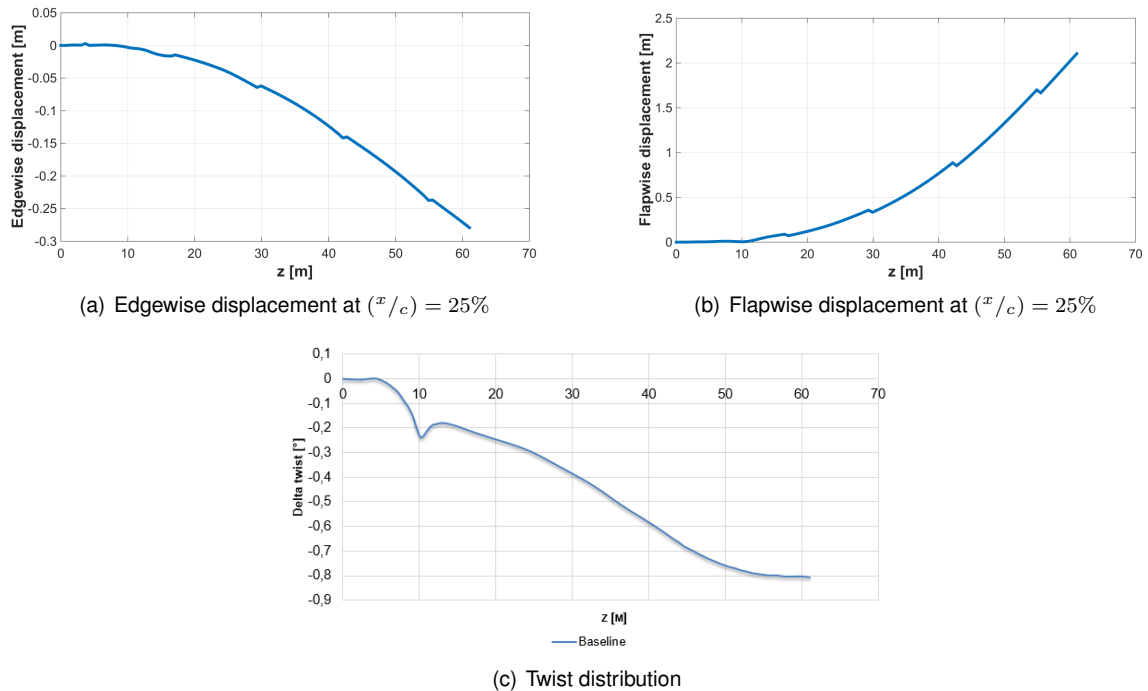 0.05
0
-0.05
-0.1
-0.15
-0.2
-0.25
-0.3
Edgewise displacement [m]
0 10 20 30 40 50 60 70
z [m]
(a) Edgewise displacement at (x/c) = 25%
2.5
2
1.5
1
0.5
0
Flapwise displacement [m]
0 10 20 30 40 50 60 70
z [m]
(b) Flapwise displacement at (x/c) = 25%
0,1
0
-0,1
-0,2
-0,3
-0,4
-0,5
-0,6
-0,7
-0,8
-0,9
Delta twist [°]
0 10 20 30 40 50 60 70
Z [M]
Baseline
(c) Twist distribution